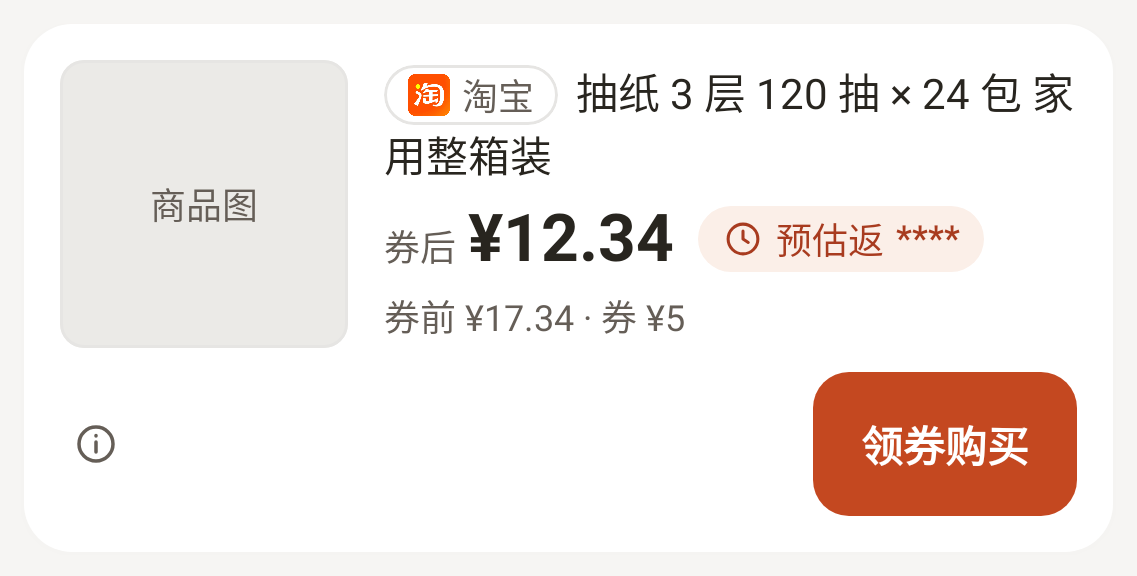 商品图
淘 淘宝 抽纸 3 层 120 抽 × 24 包 家
用整箱装
券后 ¥12.34 预估返 ****
券前 ¥17.34 · 券 ¥5
领券购买